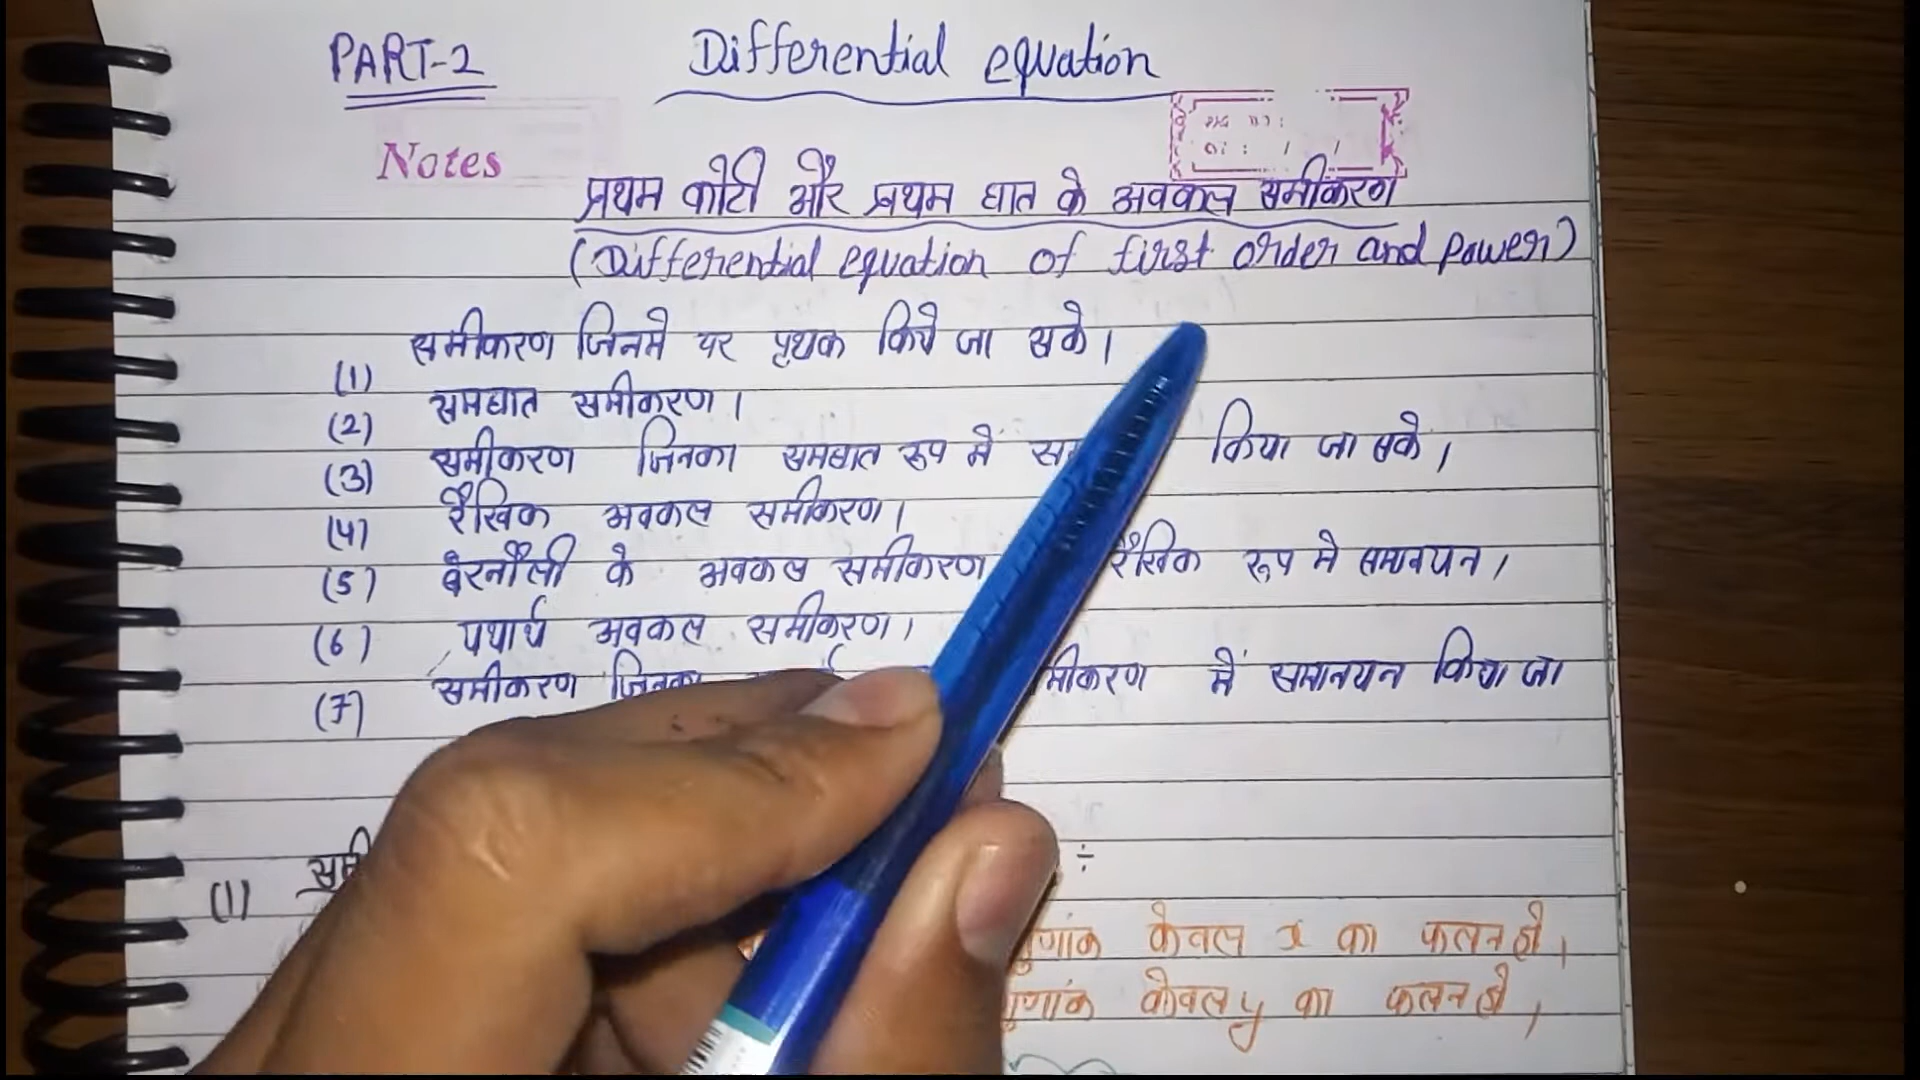 PART-2 Differential equation
Notes
प्रथम कोटी और प्रथम घात के अवकल समीकरण
(Differential equation of first order and power)
(1) समीकरण जिनमे चर पृथक किये जा सके।
(2) समघात समीकरण।
(3) समीकरण जिनका समघात रूप में किया जा सके।
(4) रैखिक अवकल समीकरण।
(5) बेरनौली के अवकल समीकरण रैखिक रूप मे समानयन।
(6) यथार्थ अवकल समीकरण।
(7) समीकरण जिनका में समानयन किया जा
(1)
केवल x का फलन हो,
केवल y का फलन हो,